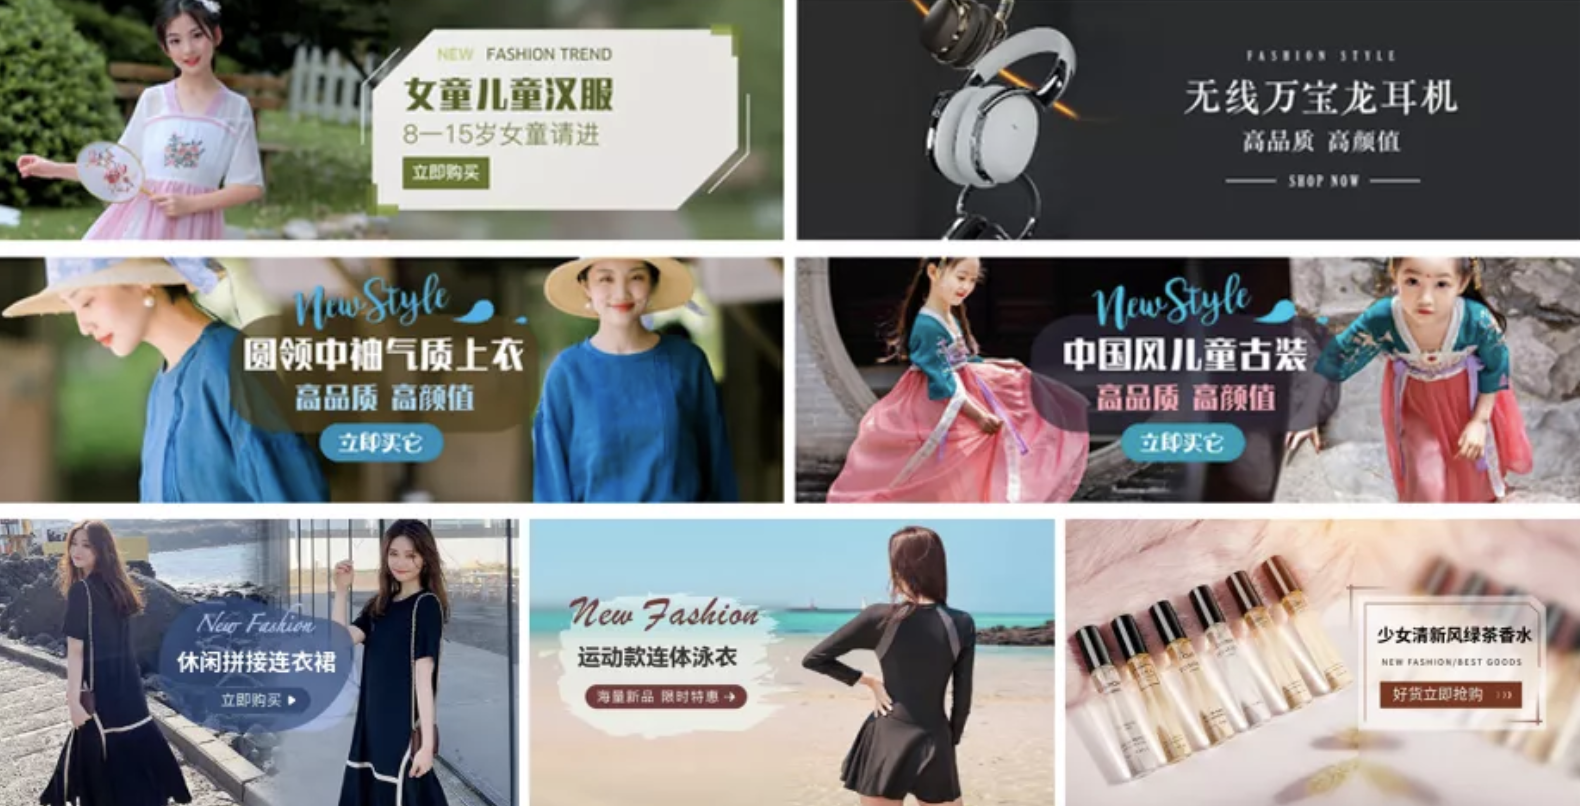 NEW FASHION TREND
女童儿童汉服
8—15岁女童请进
立即购买
FASHION STYLE
无线万宝龙耳机
高品质 高颜值
SHOP NOW
New Style
圆领中袖气质上衣
高品质 高颜值
立即买它
New Style
中国风儿童古装
高品质 高颜值
立即买它
New Fashion
休闲拼接连衣裙
立即购买
New Fashion
运动款连体泳衣
海量新品 限时特惠
少女清新风绿茶香水
NEW FASHION/BEST GOODS
好货立即抢购